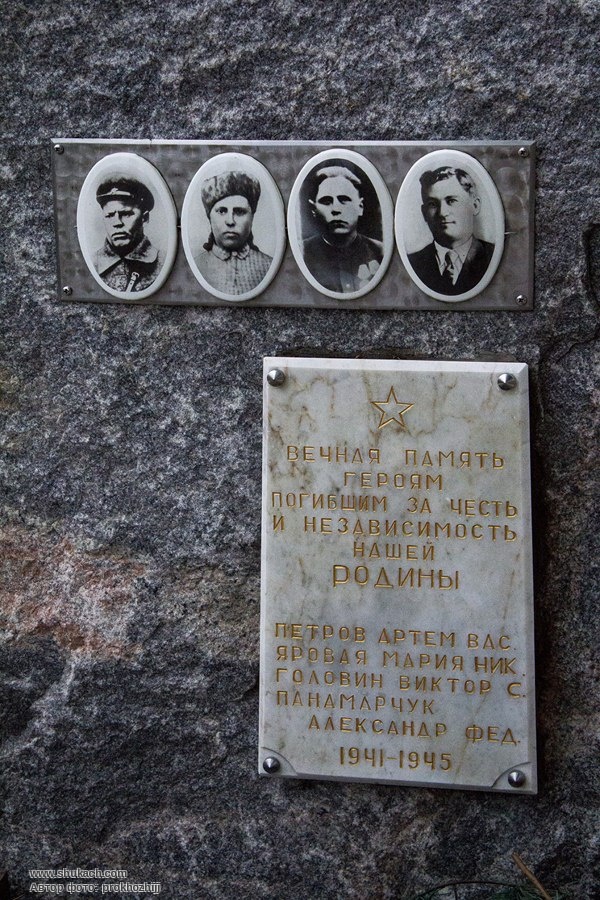 ВЕЧНАЯ ПАМЯТЬ
ГЕРОЯМ
ПОГИБШИМ ЗА ЧЕСТЬ
И НЕЗАВИСИМОСТЬ
НАШЕЙ
РОДИНЫ
ПЕТРОВ АРТЕМ ВАС.
ЯРОВАЯ МАРИЯ НИК.
ГОЛОВИН ВИКТОР С.
ПАНАМАРЧУК
АЛЕКСАНДР ФЕД.
1941-1945
www.shukach.com
Автор фото: prokhozhijj